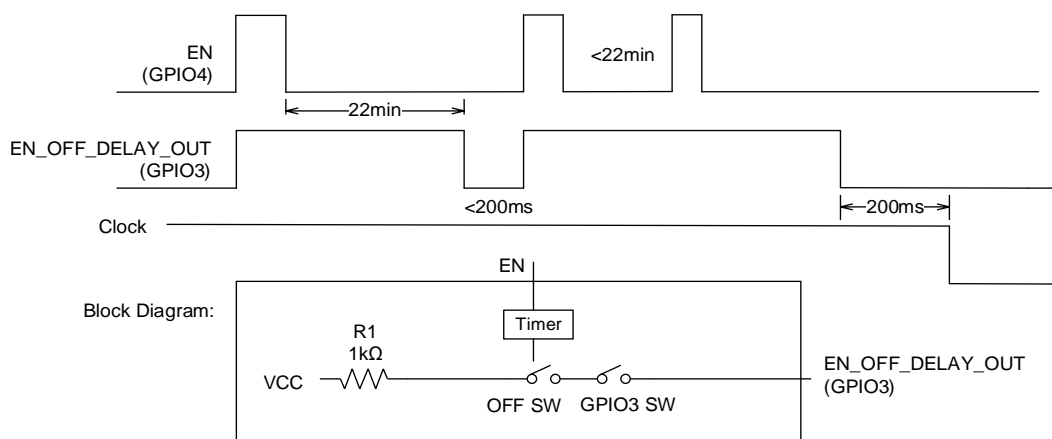 EN
(GPIO4)
<22min
22min
EN_OFF_DELAY_OUT
(GPIO3)
<200ms
200ms
Clock
EN
Block Diagram:
Timer
R1
1kΩ
VCC
EN_OFF_DELAY_OUT
(GPIO3)
OFF SW
GPIO3 SW